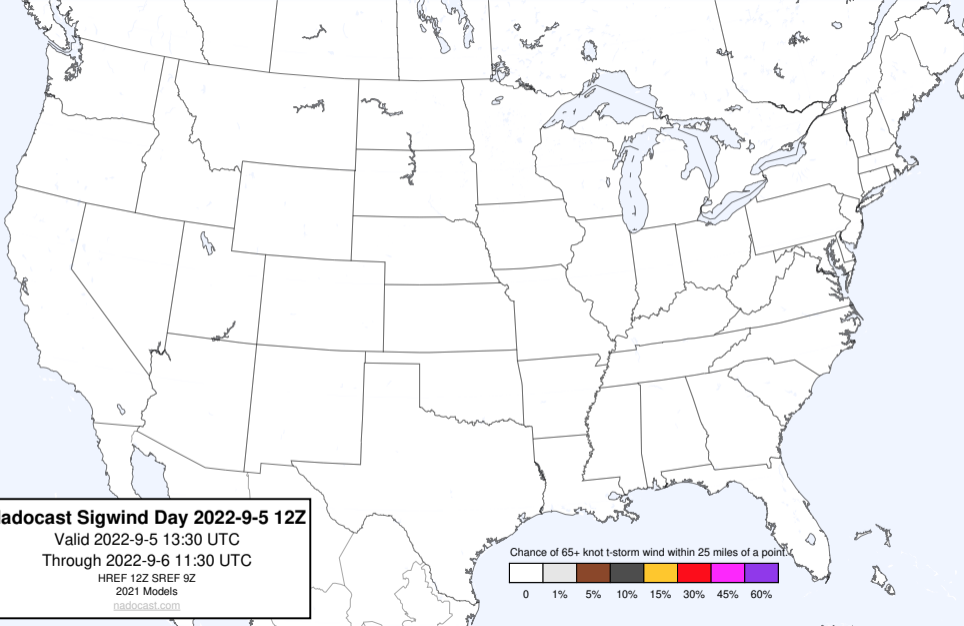 adocast Sigwind Day 2022-9-5 12Z
Valid 2022-9-5 13:30 UTC
Through 2022-9-6 11:30 UTC
HREF 12Z SREF 9Z
2021 Models
nadocast.com
Chance of 65+ knot t-storm wind within 25 miles of a point.
0 1% 5% 10% 15% 30% 45% 60%